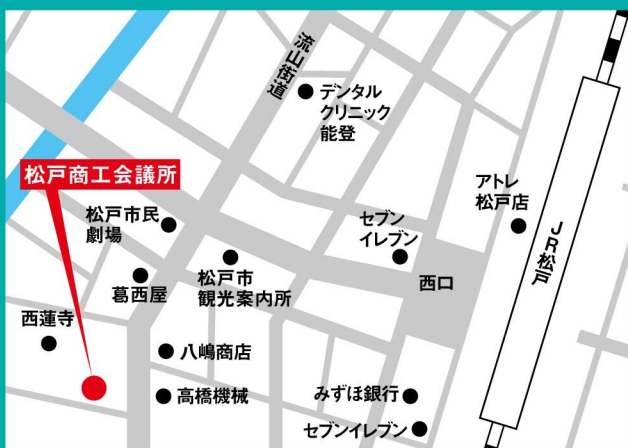 流山街道
デンタル
クリニック
能登
松戸商工会議所
アトレ
松戸店
JR松戸
松戸市民
劇場
セブン
イレブン
松戸市
観光案内所
西口
葛西屋
西蓮寺
八嶋商店
高橋機械
みずほ銀行
セブンイレブン